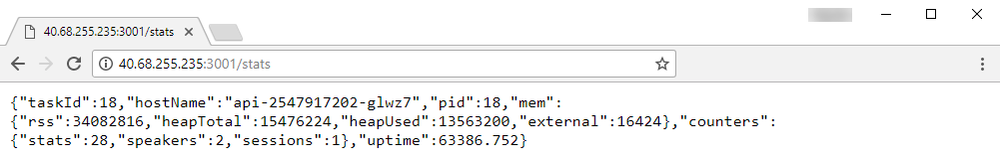 40.68.255.235:3001/stats
40.68.255.235:3001/stats
{"taskId":18,"hostName":"api-2547917202-glwz7","pid":18,"mem":
{"rss":34082816,"heapTotal":15476224,"heapUsed":13563200,"external":16424},"counters":
{"stats":28,"speakers":2,"sessions":1},"uptime":63386.752}